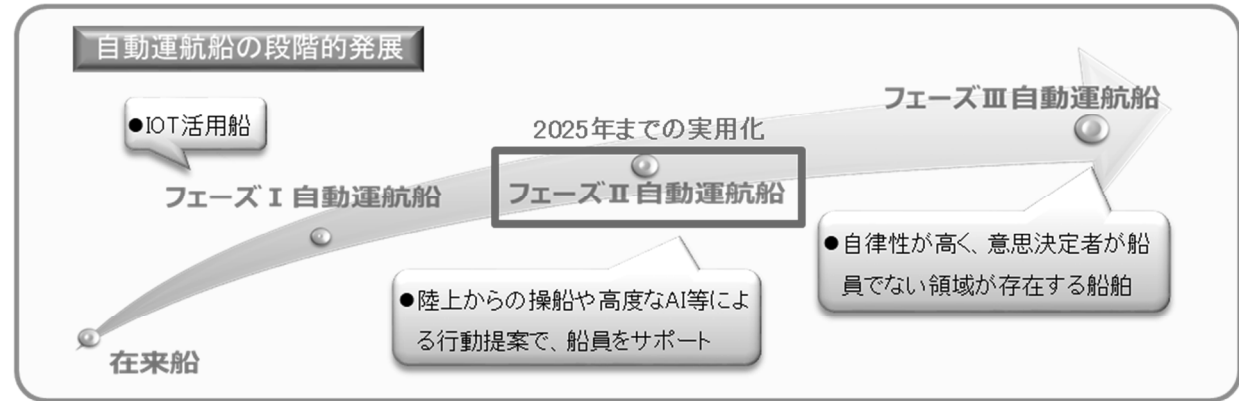 自動運航船の段階的発展
●IOT活用船
フェーズⅠ自動運航船
2025年までの実用化
フェーズⅡ自動運航船
フェーズⅢ自動運航船
在来船
●陸上からの操船や高度なAI等によ
る行動提案で、船員をサポート
●自律性が高く、意思決定者が船
員でない領域が存在する船舶